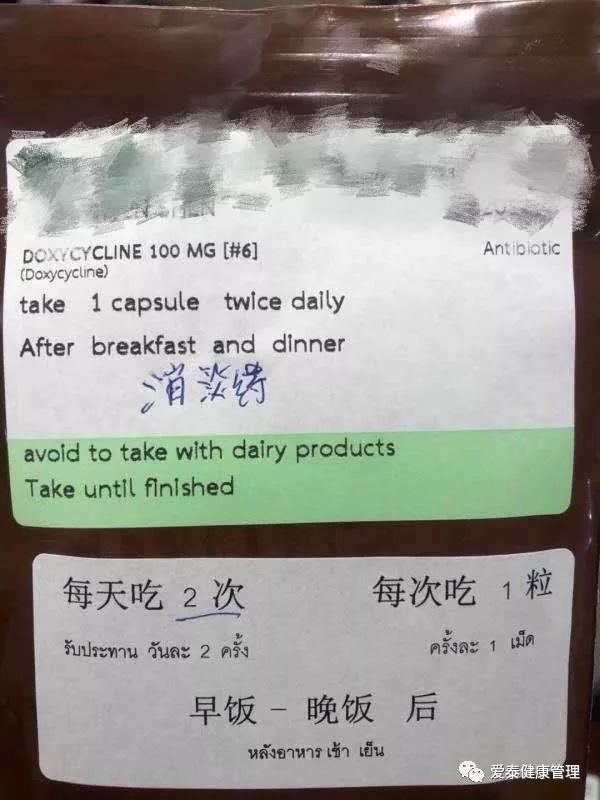 DOXYCYCLINE 100 MG [#6] Antibiotic
(Doxycycline)
take 1 capsule twice daily
After breakfast and dinner
消炎
avoid to take with dairy products
Take until finished
每天吃 2 次 每次吃 1 粒
รับประทาน วันละ 2 ครั้ง ครั้งละ 1 เม็ด
早饭 - 晚饭 后
หลังอาหาร เช้า เย็น
爱泰健康管理